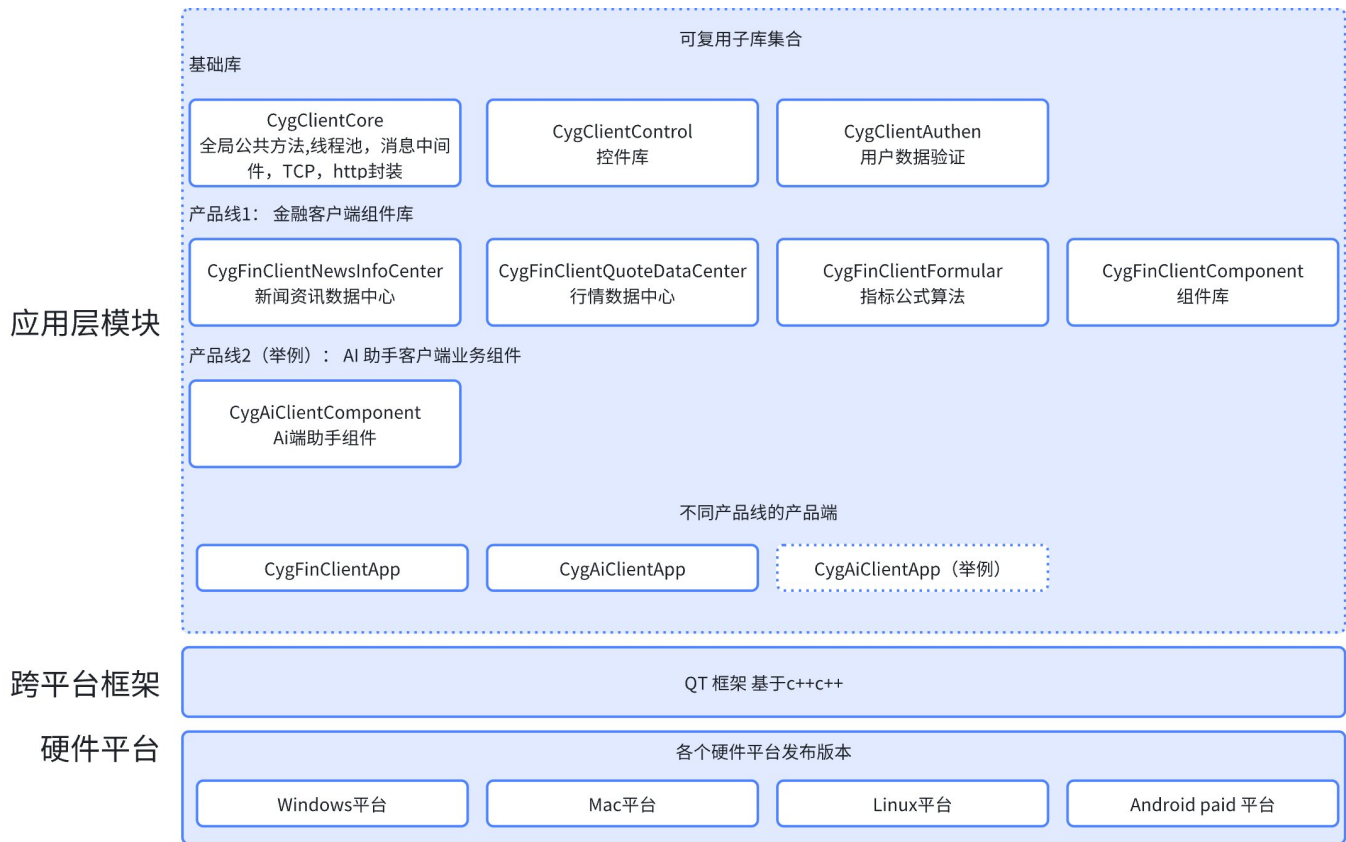 可复用子库集合
基础库
CygClientCore
全局公共方法,线程池，消息中间
件，TCP，http封装
CygClientControl
控件库
CygClientAuthen
用户数据验证
产品线1： 金融客户端组件库
CygFinClientNewsInfoCenter
新闻资讯数据中心
CygFinClientQuoteDataCenter
行情数据中心
CygFinClientFormular
指标公式算法
CygFinClientComponent
组件库
应用层模块
产品线2（举例）： AI 助手客户端业务组件
CygAiClientComponent
Ai端助手组件
不同产品线的产品端
CygFinClientApp
CygAiClientApp
CygAiClientApp（举例）
跨平台框架
QT 框架 基于c++c++
硬件平台
各个硬件平台发布版本
Windows平台
Mac平台
Linux平台
Android paid 平台